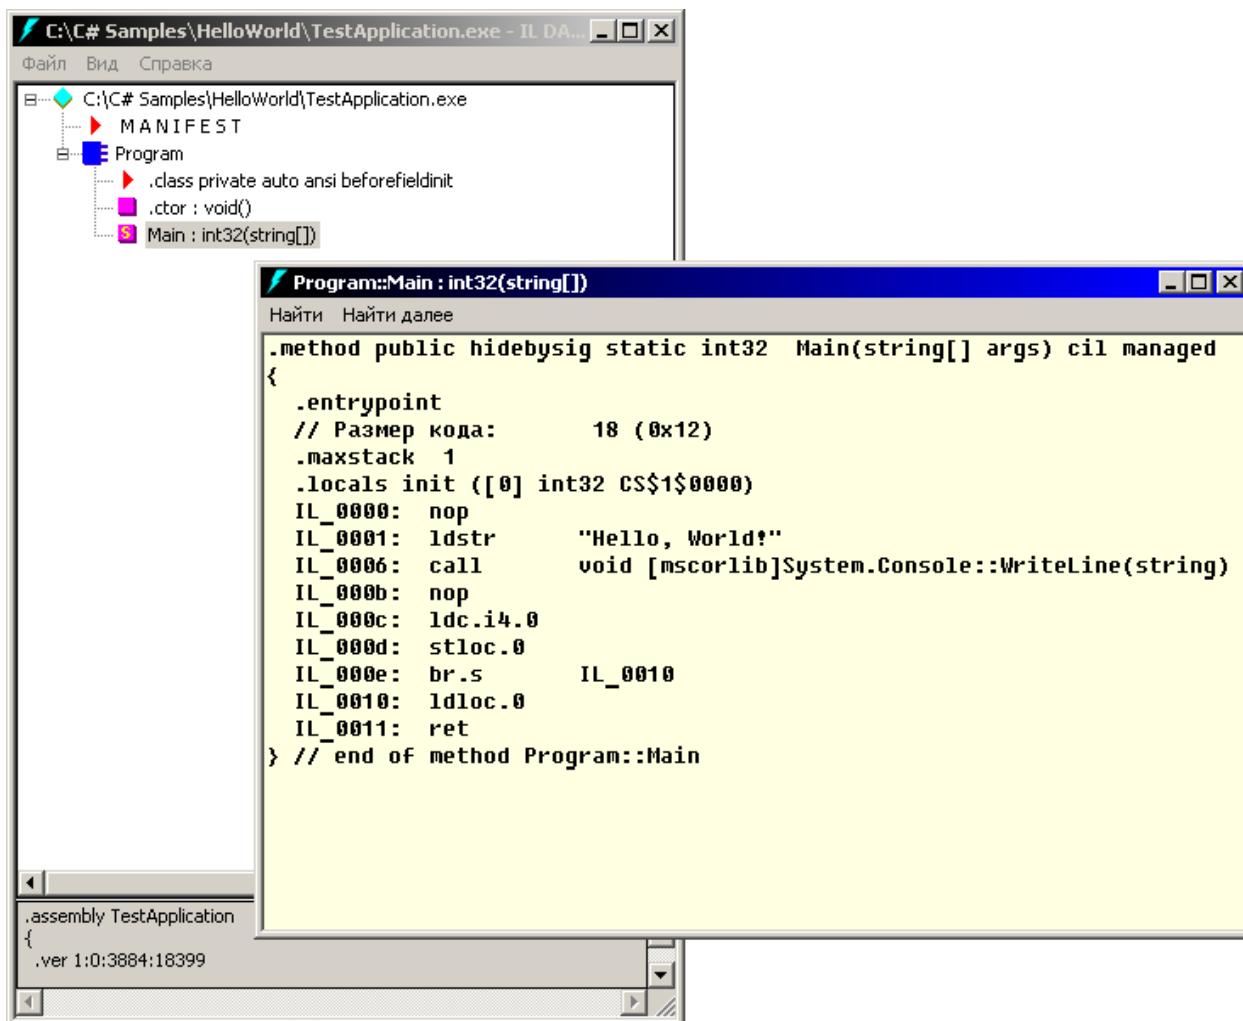 C:\C# Samples\HelloWorld\TestApplication.exe - IL DA...
Файл Вид Справка
C:\C# Samples\HelloWorld\TestApplication.exe
MANIFEST
Program
.class private auto ansi beforefieldinit
.ctor : void()
S Main : int32(string[])
Program::Main : int32(string[])
Найти Найти далее
.method public hidebysig static int32  Main(string[] args) cil managed
{
  .entrypoint
  // Размер кода:       18 (0x12)
  .maxstack  1
  .locals init ([0] int32 CS$1$0000)
  IL_0000:  nop
  IL_0001:  ldstr      "Hello, World!"
  IL_0006:  call       void [mscorlib]System.Console::WriteLine(string)
  IL_000b:  nop
  IL_000c:  ldc.i4.0
  IL_000d:  stloc.0
  IL_000e:  br.s       IL_0010
  IL_0010:  ldloc.0
  IL_0011:  ret
} // end of method Program::Main
.assembly TestApplication
{
.ver 1:0:3884:18399